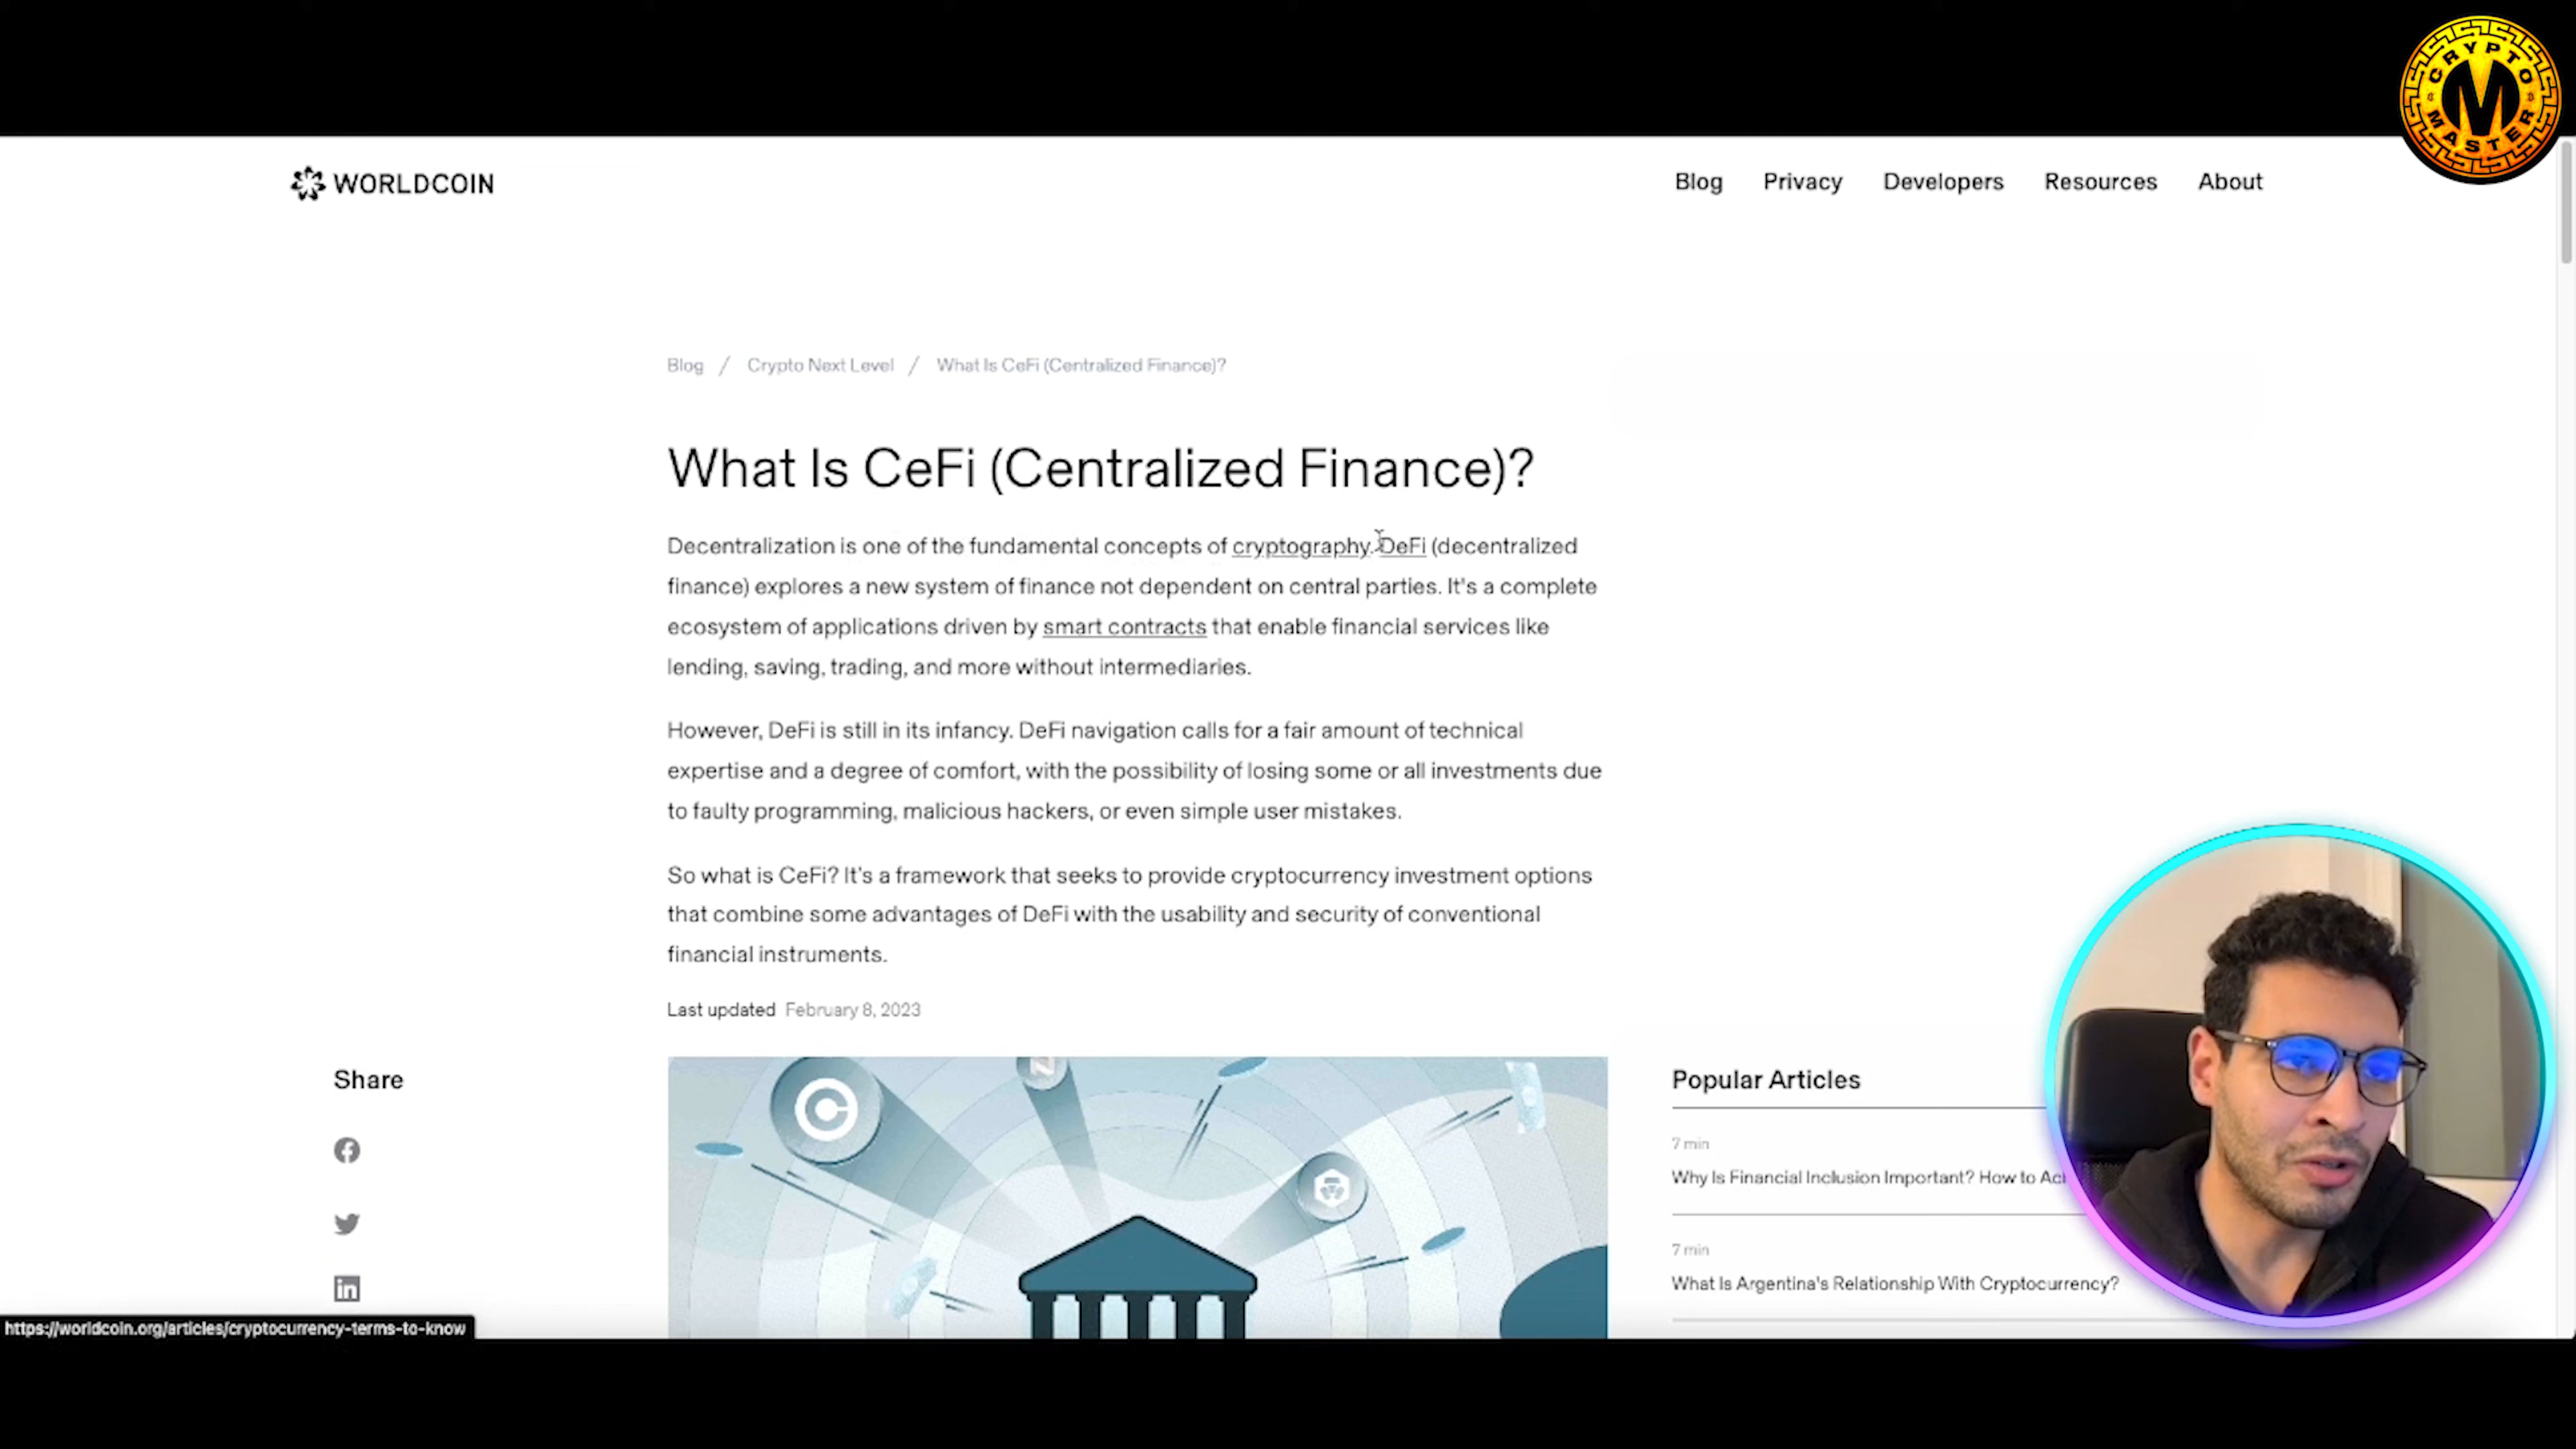 CRYPTO
MASTER
WORLDCOIN
Blog Privacy Developers Resources About
Blog / Crypto Next Level / What Is CeFi (Centralized Finance)?
What Is CeFi (Centralized Finance)?
Decentralization is one of the fundamental concepts of cryptography. DeFi (decentralized
finance) explores a new system of finance not dependent on central parties. It's a complete
ecosystem of applications driven by smart contracts that enable financial services like
lending, saving, trading, and more without intermediaries.
However, DeFi is still in its infancy. DeFi navigation calls for a fair amount of technical
expertise and a degree of comfort, with the possibility of losing some or all investments due
to faulty programming, malicious hackers, or even simple user mistakes.
So what is CeFi? It's a framework that seeks to provide cryptocurrency investment options
that combine some advantages of DeFi with the usability and security of conventional
financial instruments.
Last updated February 8, 2023
Share
Popular Articles
7 min
Why Is Financial Inclusion Important? How to
7 min
What Is Argentina's Relationship With Cryptocurrency?
https://worldcoin.org/articles/cryptocurrency-terms-to-know